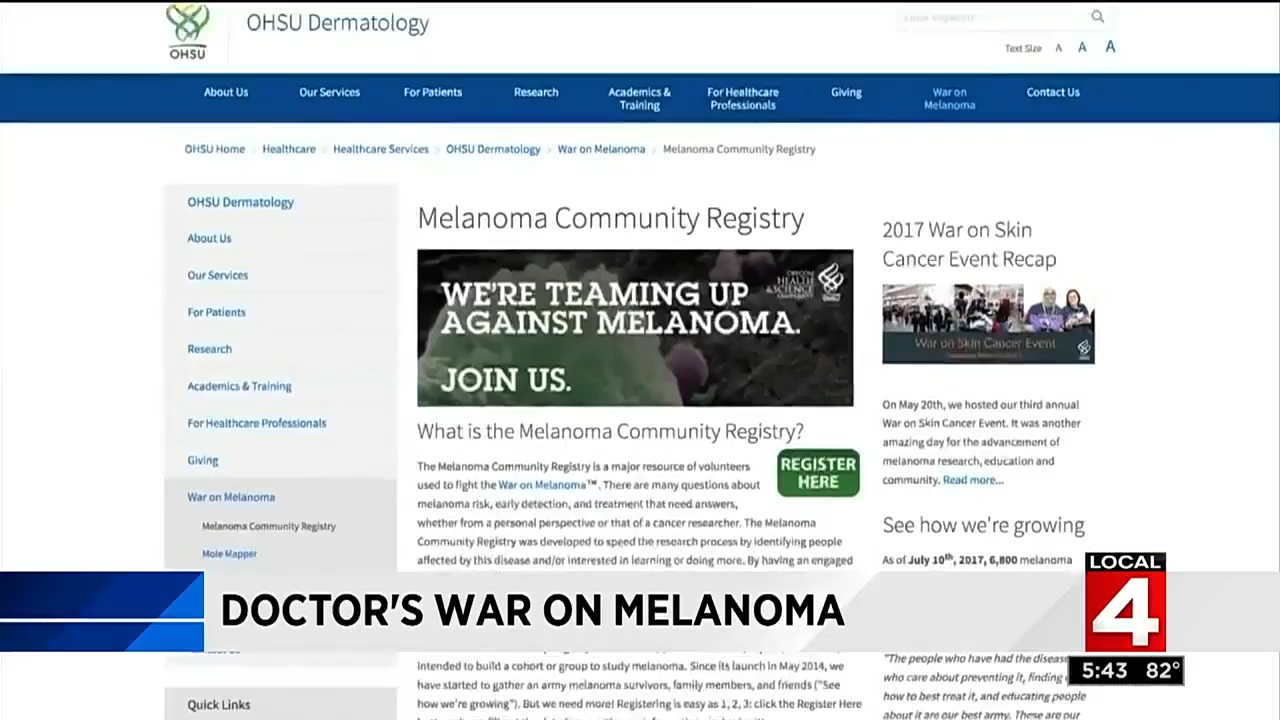 OHSU
OHSU Dermatology
Text Size A A A
About Us
Our Services
For Patients
Research
Academics &
Training
For Healthcare
Professionals
Giving
War on
Melanoma
Contact Us
OHSU Home
Healthcare
Healthcare Services
OHSU Dermatology
War on Melanoma
Melanoma Community Registry
OHSU Dermatology
About Us
Our Services
For Patients
Research
Academics & Training
For Healthcare Professionals
Giving
War on Melanoma
Melanoma Community Registry
Mole Mapper
Quick Links
Melanoma Community Registry
WE'RE TEAMING UP
AGAINST MELANOMA.
JOIN US.
OREGON
HEALTH
& SCIENCE
UNIVERSITY
What is the Melanoma Community Registry?
The Melanoma Community Registry is a major resource of volunteers
used to fight the War on Melanoma™. There are many questions about
melanoma risk, early detection, and treatment that need answers,
whether from a personal perspective or that of a cancer researcher. The Melanoma
Community Registry was developed to speed the research process by identifying people
affected by this disease and/or interested in learning or doing more. By having an engaged
REGISTER
HERE
intended to build a cohort or group to study melanoma. Since its launch in May 2014, we
have started to gather an army melanoma survivors, family members, and friends ("See
how we're growing"). But we need more! Registering is easy as 1, 2, 3: click the Register Here
2017 War on Skin
Cancer Event Recap
War on Skin Cancer Event
On May 20th, we hosted our third annual
War on Skin Cancer Event. It was another
amazing day for the advancement of
melanoma research, education and
community. Read more...
See how we're growing
As of July 10th, 2017, 6,800 melanoma
"The people who have had the disease
who care about preventing it, finding
how to best treat it, and educating people
about it are our best army. These are our
DOCTOR'S WAR ON MELANOMA
LOCAL
4
5:43 82°